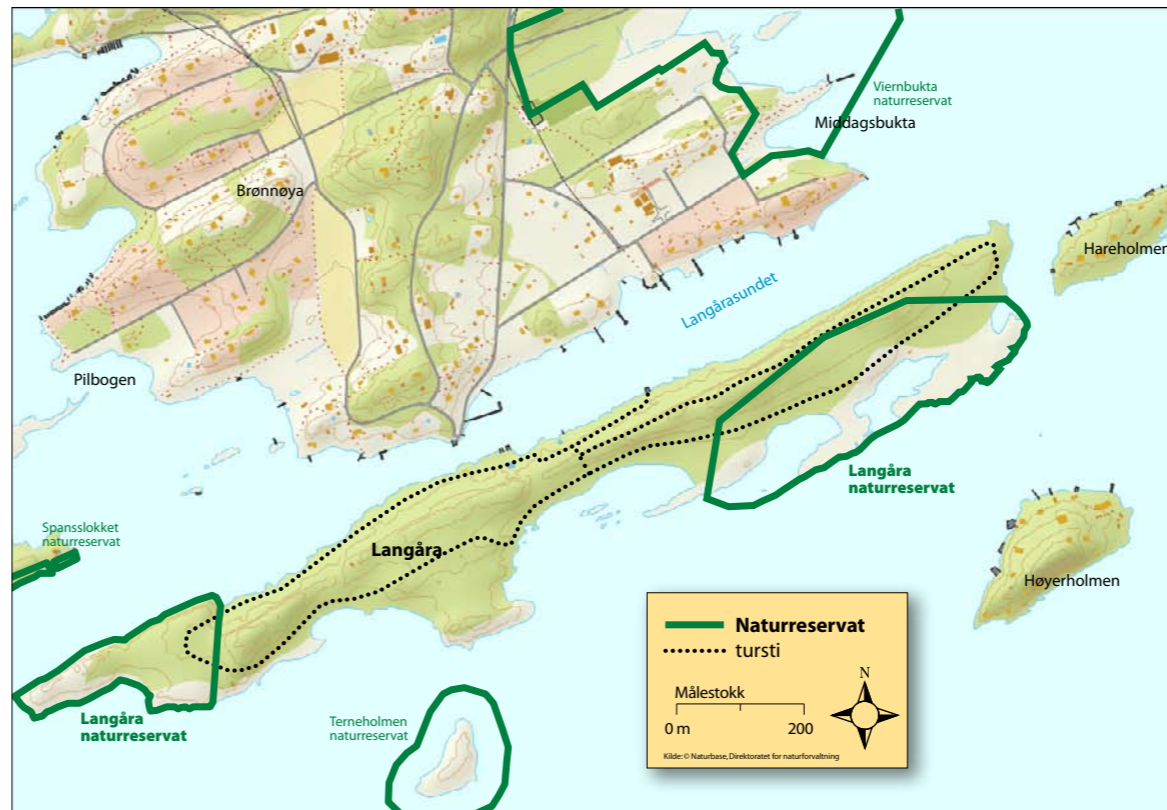 Viernbukta
naturreservat
Middagsbukta
Brønnøya
Hareholmen
Langårasundet
Pilbogen
Langåra
naturreservat
Spansslokket
naturreservat
Langåra
Høyerholmen
Naturreservat
tursti
N
Målestokk
0 m 200
Kilde: © Naturbase, Direktoratet for naturforvaltning
Langåra
naturreservat
Terneholmen
naturreservat